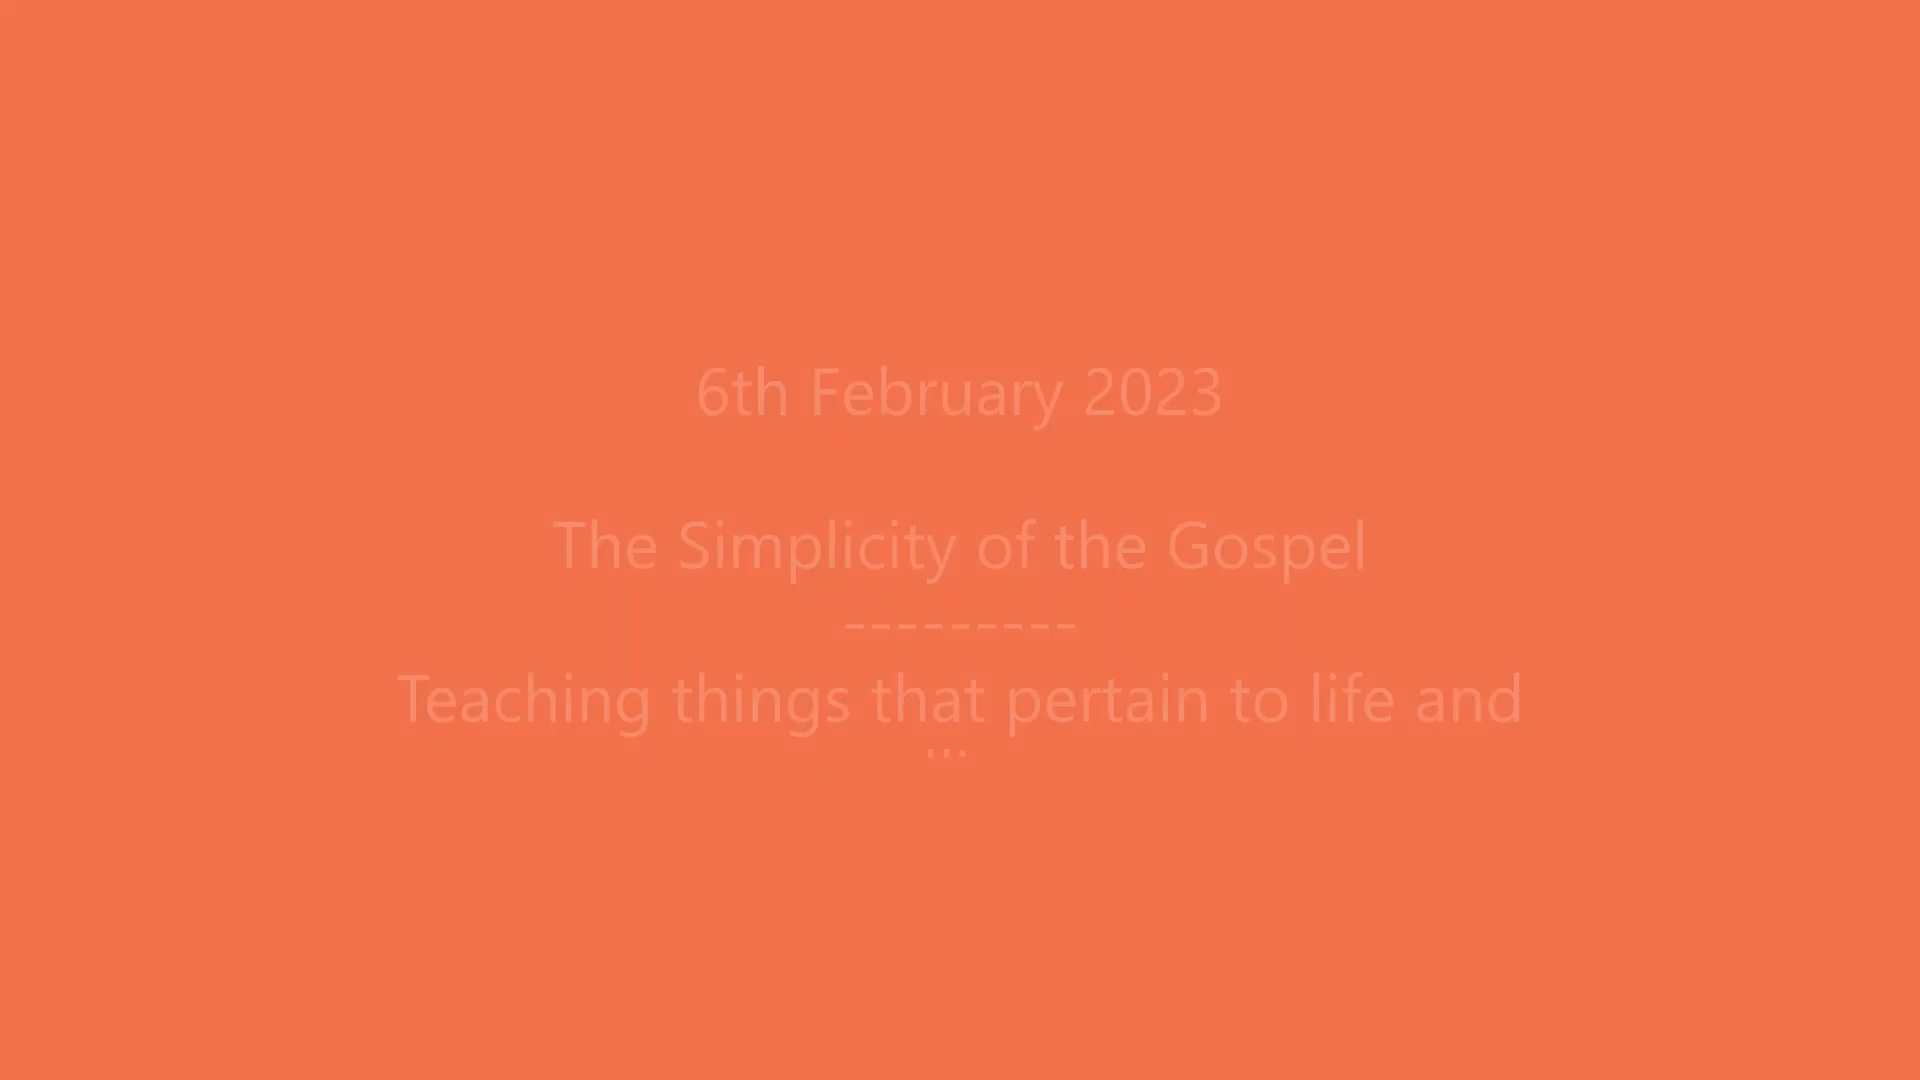 6th February 2023
The Simplicity of the Gospel
---------
Teaching things that pertain to life and
...